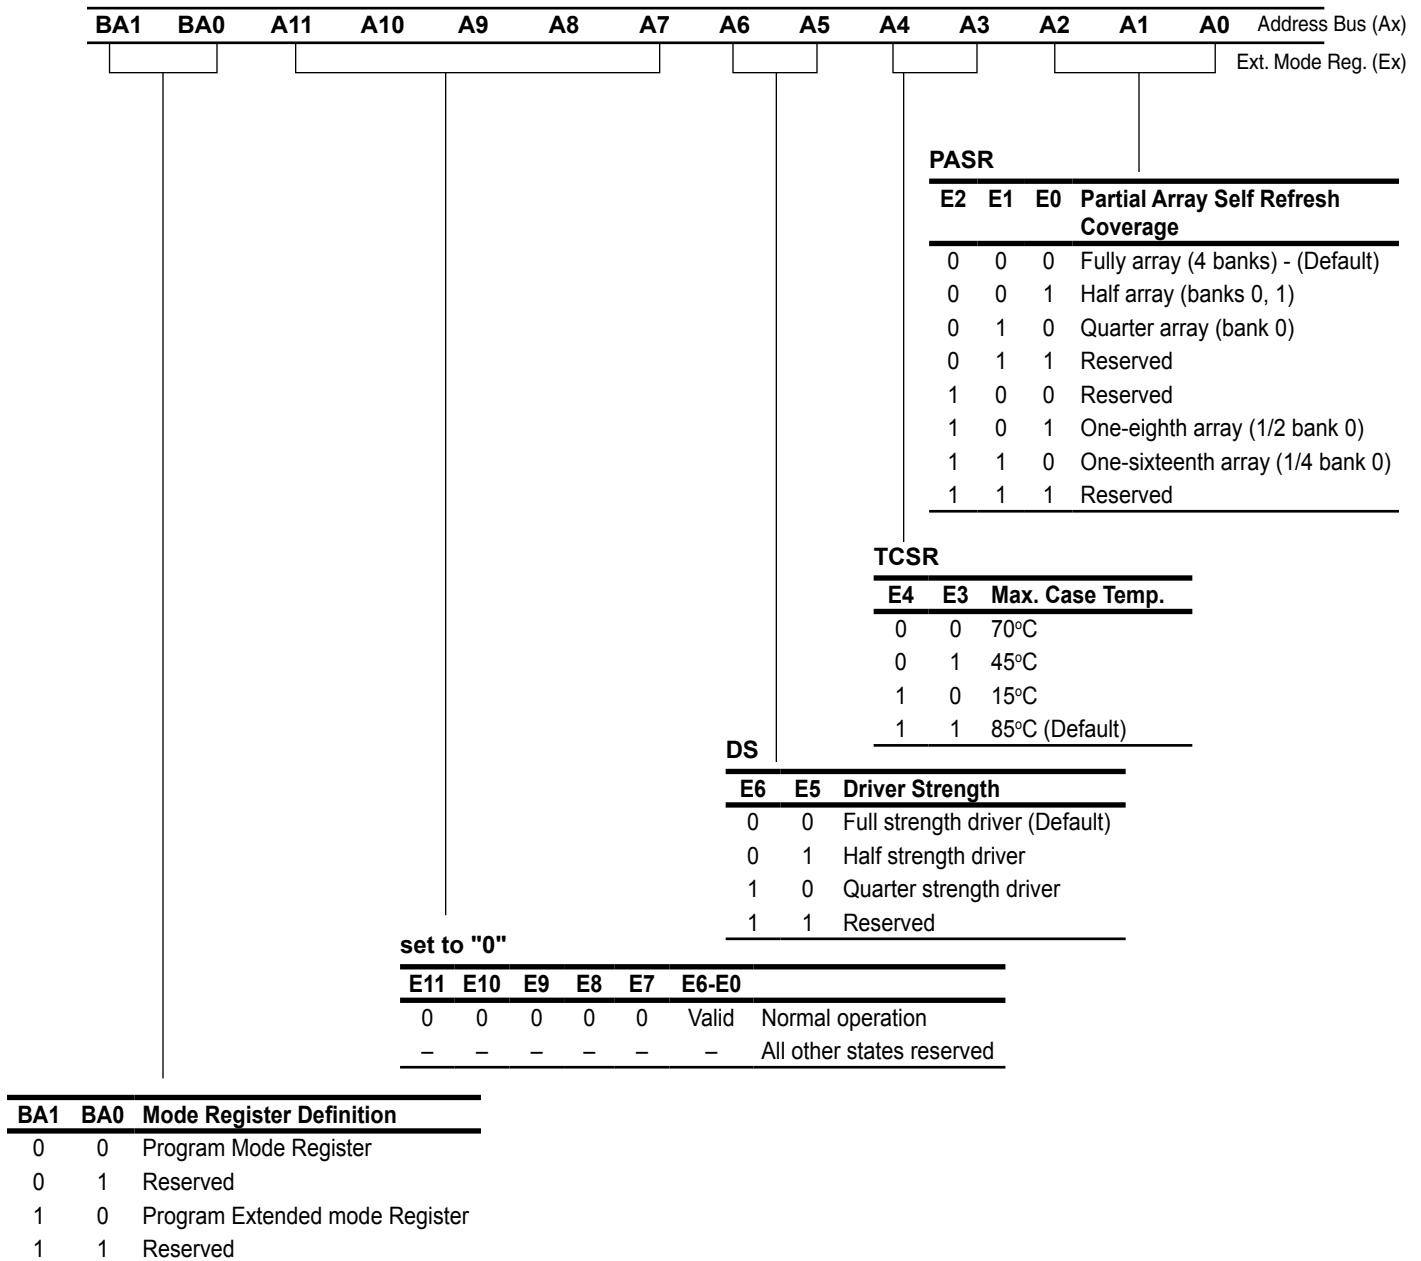 BA1 BA0 A11 A10 A9 A8 A7 A6 A5 A4 A3 A2 A1 A0 Address Bus (Ax)
Ext. Mode Reg. (Ex)
PASR
E2 E1 E0 Partial Array Self Refresh
Coverage
0 0 0 Fully array (4 banks) - (Default)
0 0 1 Half array (banks 0, 1)
0 1 0 Quarter array (bank 0)
0 1 1 Reserved
1 0 0 Reserved
1 0 1 One-eighth array (1/2 bank 0)
1 1 0 One-sixteenth array (1/4 bank 0)
1 1 1 Reserved
TCSR
E4 E3 Max. Case Temp.
0 0 70°C
0 1 45°C
1 0 15°C
1 1 85°C (Default)
DS
E6 E5 Driver Strength
0 0 Full strength driver (Default)
0 1 Half strength driver
1 0 Quarter strength driver
1 1 Reserved
set to "0"
E11 E10 E9 E8 E7 E6-E0
0 0 0 0 0 Valid Normal operation
– – – – – – All other states reserved
BA1 BA0 Mode Register Definition
0 0 Program Mode Register
0 1 Reserved
1 0 Program Extended mode Register
1 1 Reserved